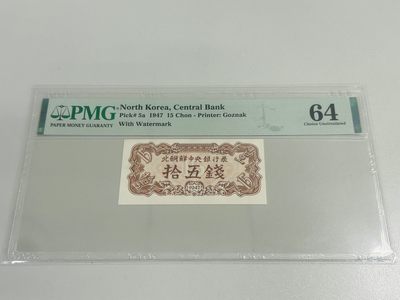 PMG
PAPER MONEY GUARANTY
North Korea, Central Bank
Pick# 5a 1947 15 Chon - Printer: Goznak
With Watermark
64
Choice Uncirculated
北朝鮮中央銀行券
拾五錢
1947